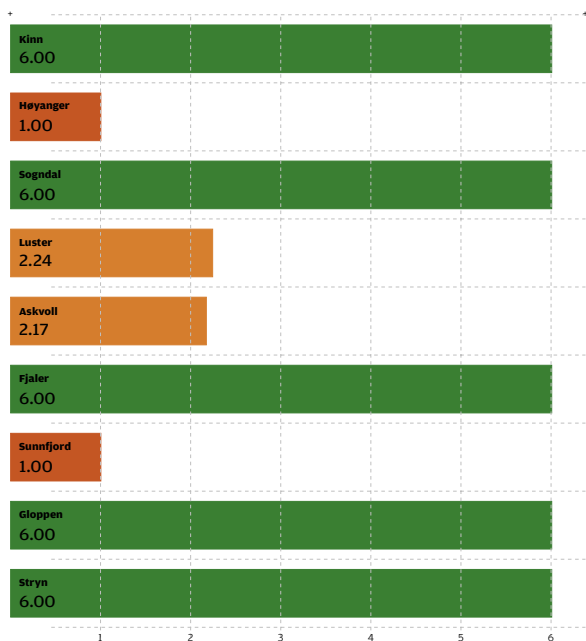 Kinn
6.00
Høyanger
1.00
Sogndal
6.00
Luster
2.24
Askvoll
2.17
Fjaler
6.00
Sunnfjord
1.00
Gloppen
6.00
Stryn
6.00
1 2 3 4 5 6